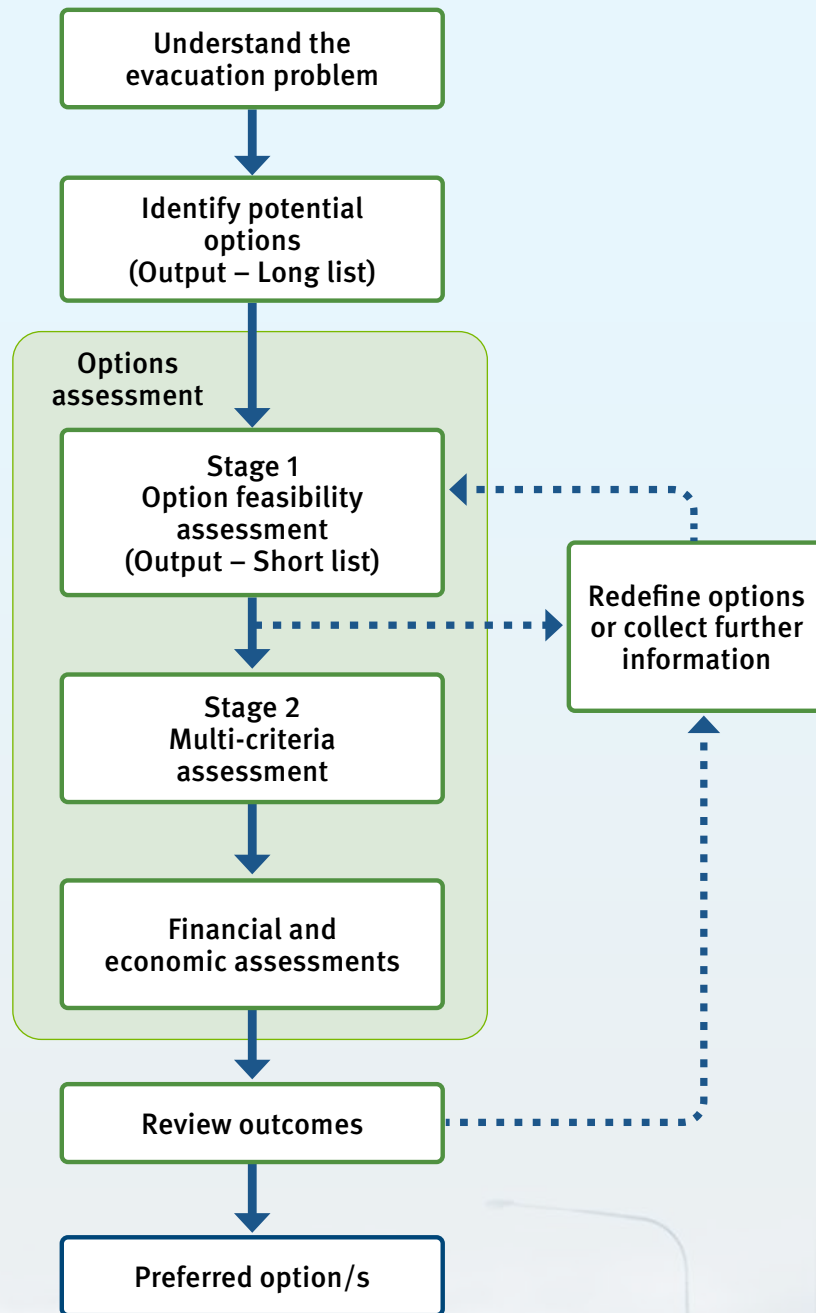 Understand the
evacuation problem
Identify potential
options
(Output – Long list)
Options
assessment
Stage 1
Option feasibility
assessment
(Output – Short list)
Redefine options
or collect further
information
Stage 2
Multi-criteria
assessment
Financial and
economic assessments
Review outcomes
Preferred option/s